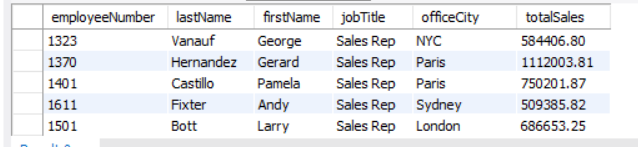 employeeNumber lastName firstName jobTitle officeCity totalSales
1323 Vanauf George Sales Rep NYC 584406.80
1370 Hernandez Gerard Sales Rep Paris 1112003.81
1401 Castillo Pamela Sales Rep Paris 750201.87
1611 Fixter Andy Sales Rep Sydney 509385.82
1501 Bott Larry Sales Rep London 686653.25